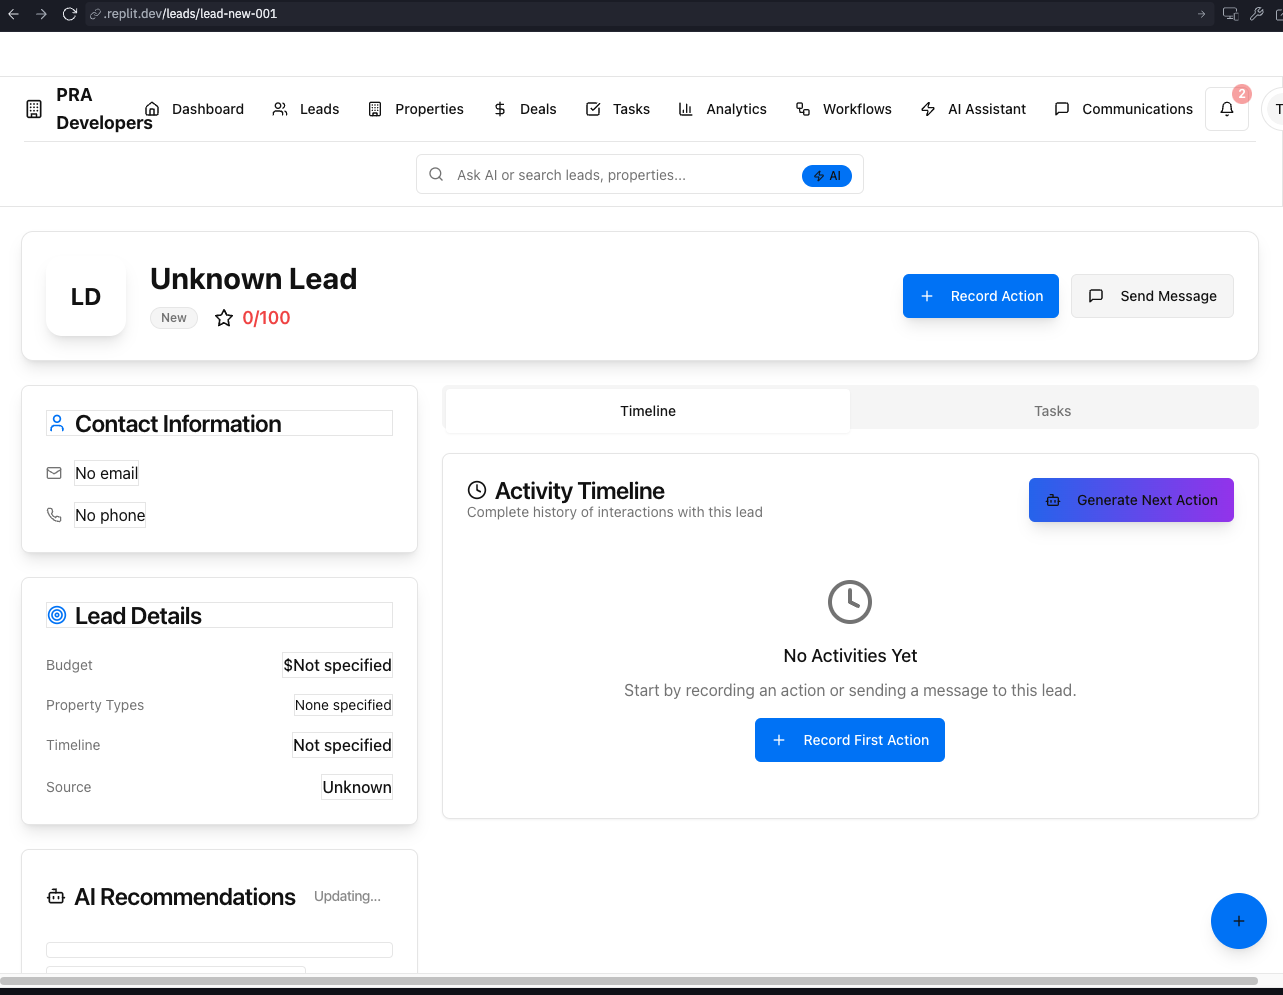 .replit.dev/leads/lead-new-001
PRA Developers
Dashboard
Leads
Properties
Deals
Tasks
Analytics
Workflows
AI Assistant
Communications
2
T
Ask AI or search leads, properties...
AI
LD
Unknown Lead
New
0/100
Record Action
Send Message
Contact Information
No email
No phone
Lead Details
Budget
$Not specified
Property Types
None specified
Timeline
Not specified
Source
Unknown
AI Recommendations
Updating...
Timeline
Tasks
Activity Timeline
Complete history of interactions with this lead
Generate Next Action
No Activities Yet
Start by recording an action or sending a message to this lead.
Record First Action